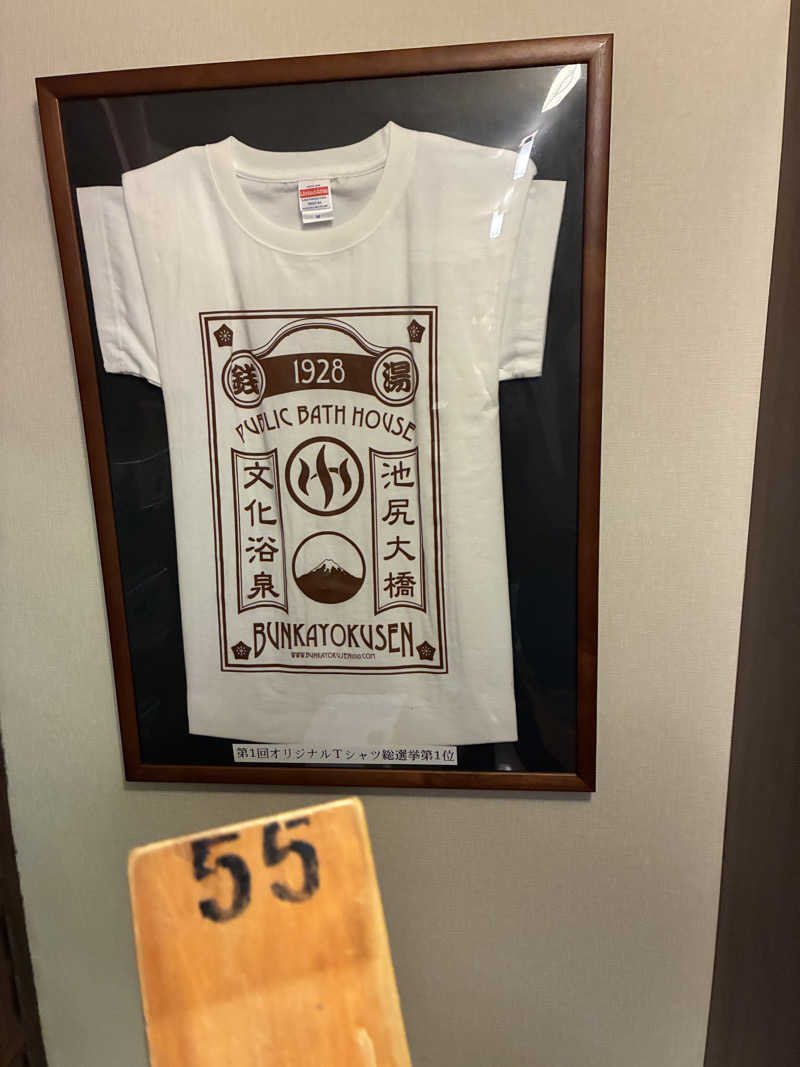 銭 1928 湯
PUBLIC BATH HOUSE
池尻大橋
文化浴泉
BUNKAYOKUSEN
第1回オリジナルTシャツ総選挙第1位
55